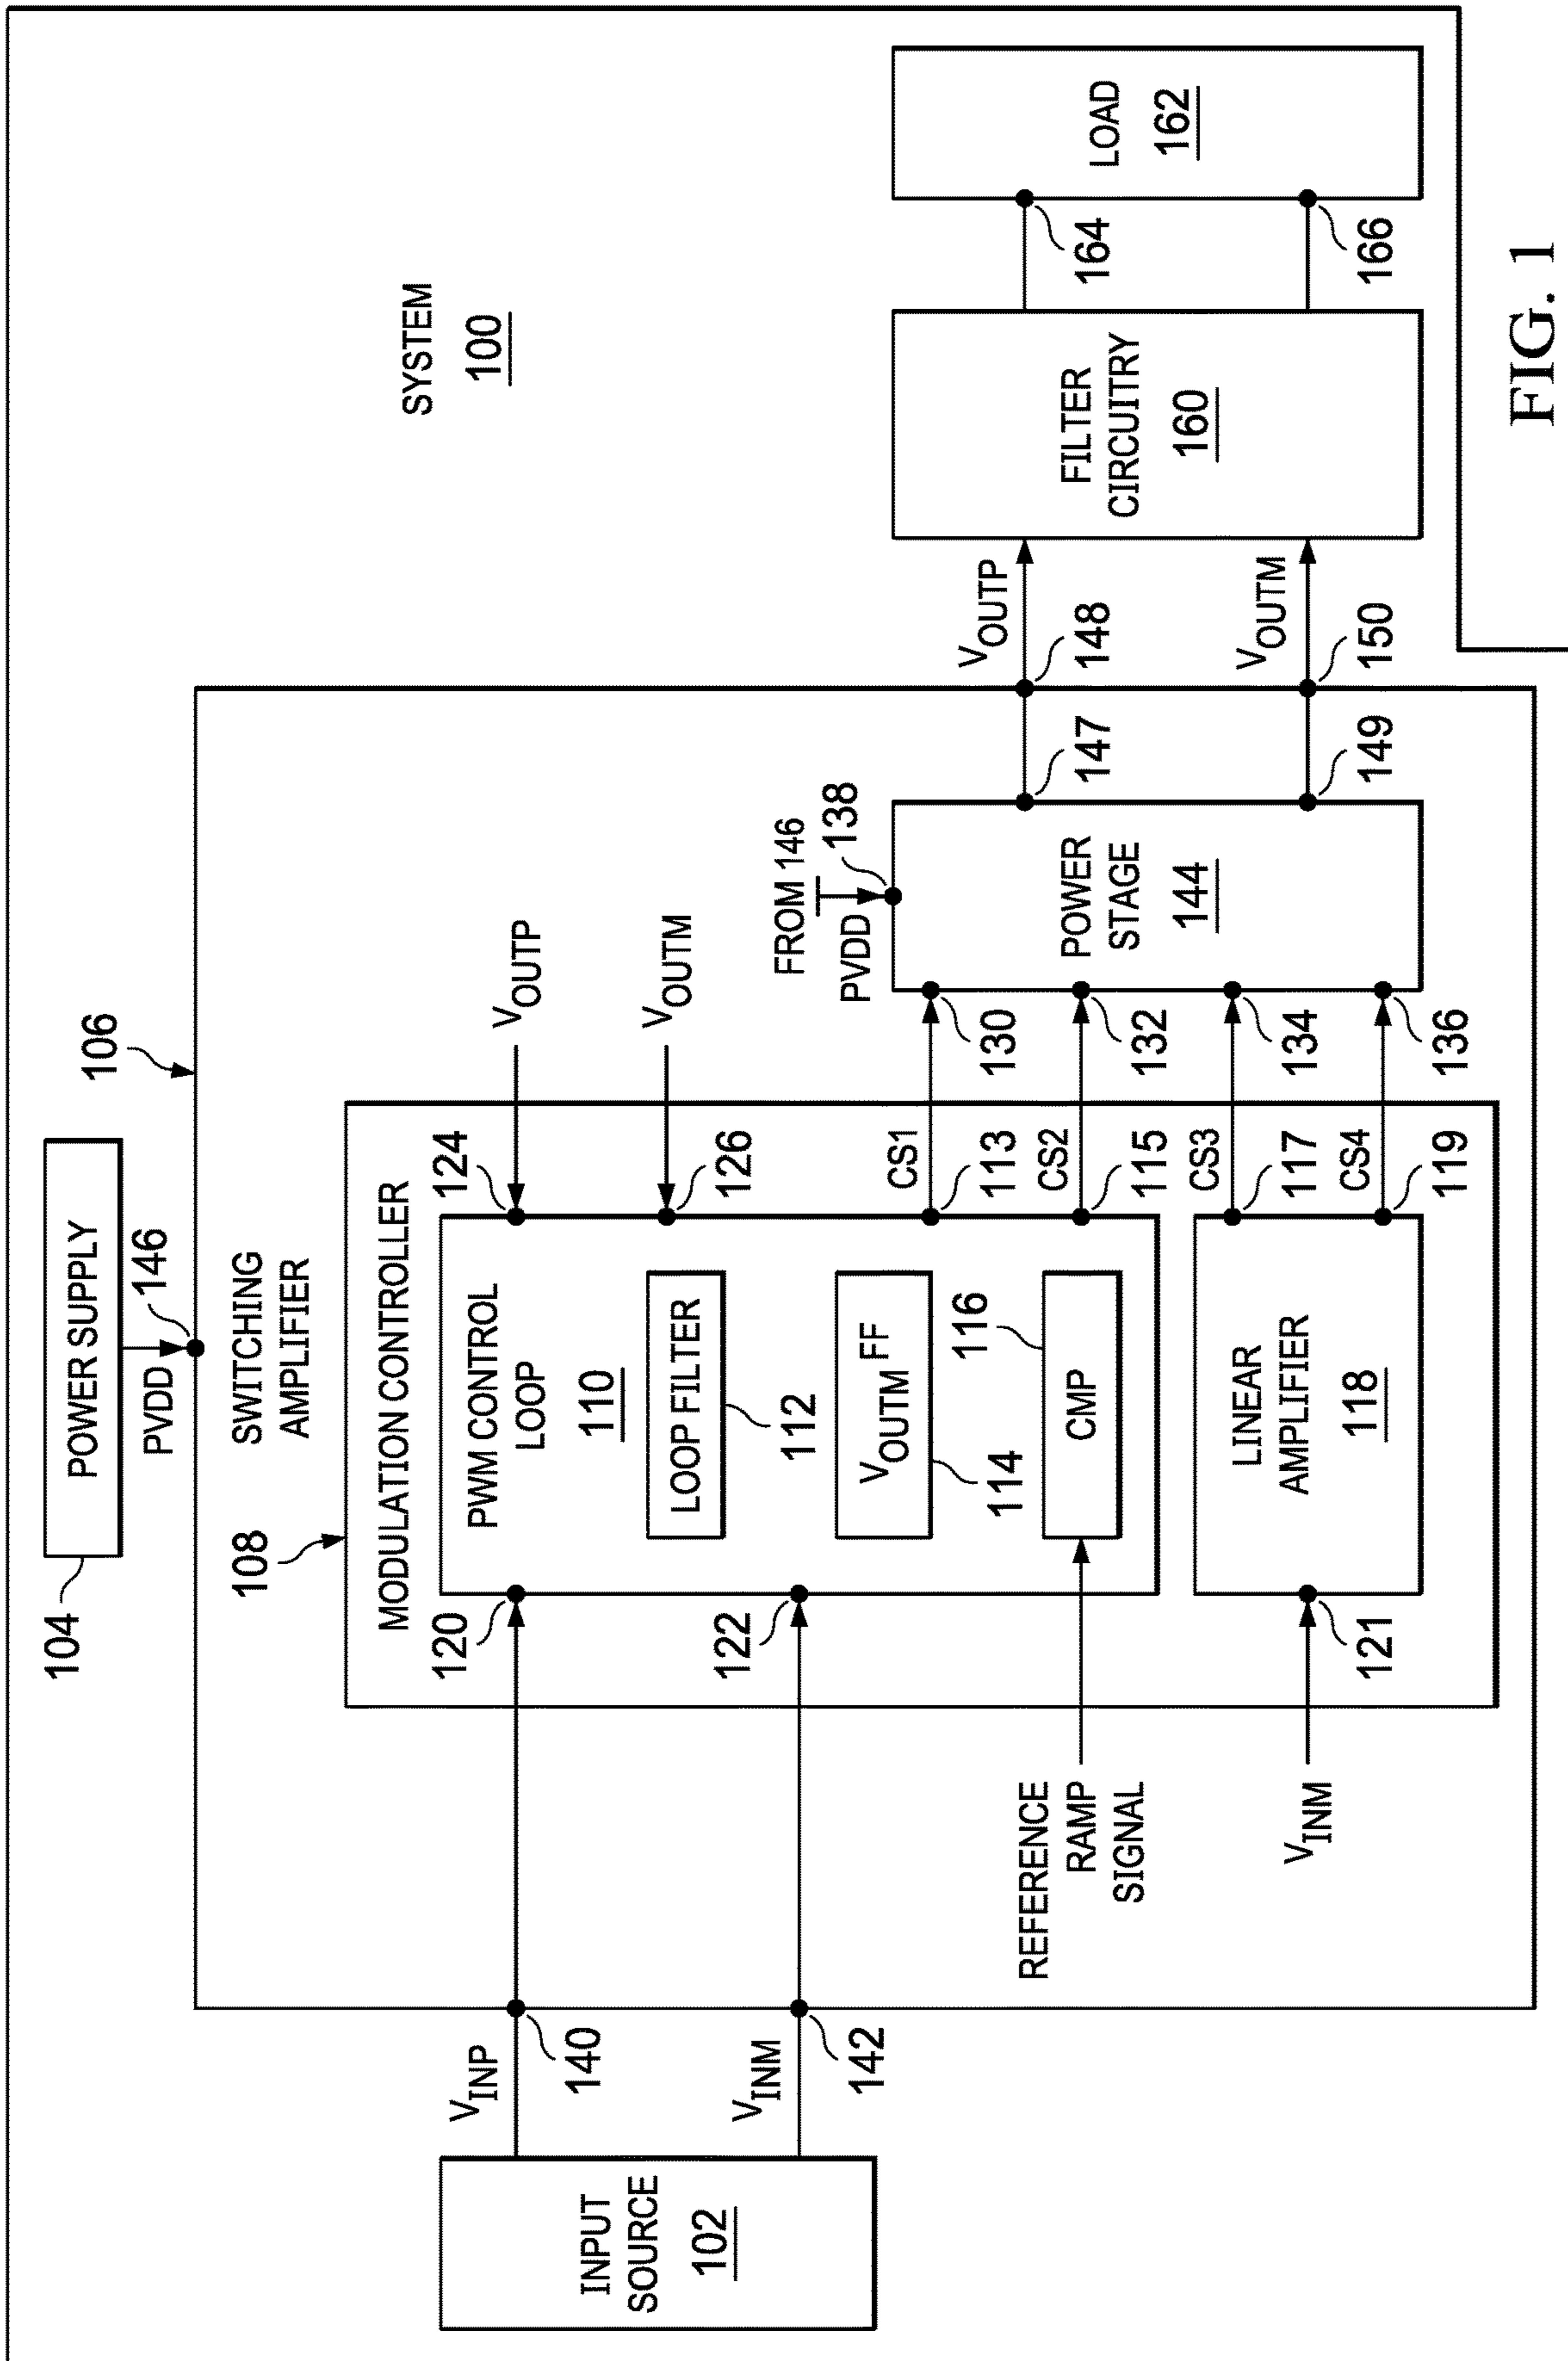 SYSTEM
100
104
POWER SUPPLY
PVDD
146
106
SWITCHING
AMPLIFIER
108
MODULATION CONTROLLER
INPUT
SOURCE
102
VINP
140
VINM
142
120
122
PWM CONTROL
LOOP
110
LOOP FILTER
112
VOUTM FF
114
CMP
116
REFERENCE
RAMP
SIGNAL
124
VOUTP
126
VOUTM
CS1
113
130
CS2
115
132
VINM
121
LINEAR
AMPLIFIER
118
CS3
117
134
CS4
119
136
FROM 146
PVDD
138
POWER
STAGE
144
147
148
VOUTP
149
150
VOUTM
FILTER
CIRCUITRY
160
164
166
LOAD
162
FIG. 1